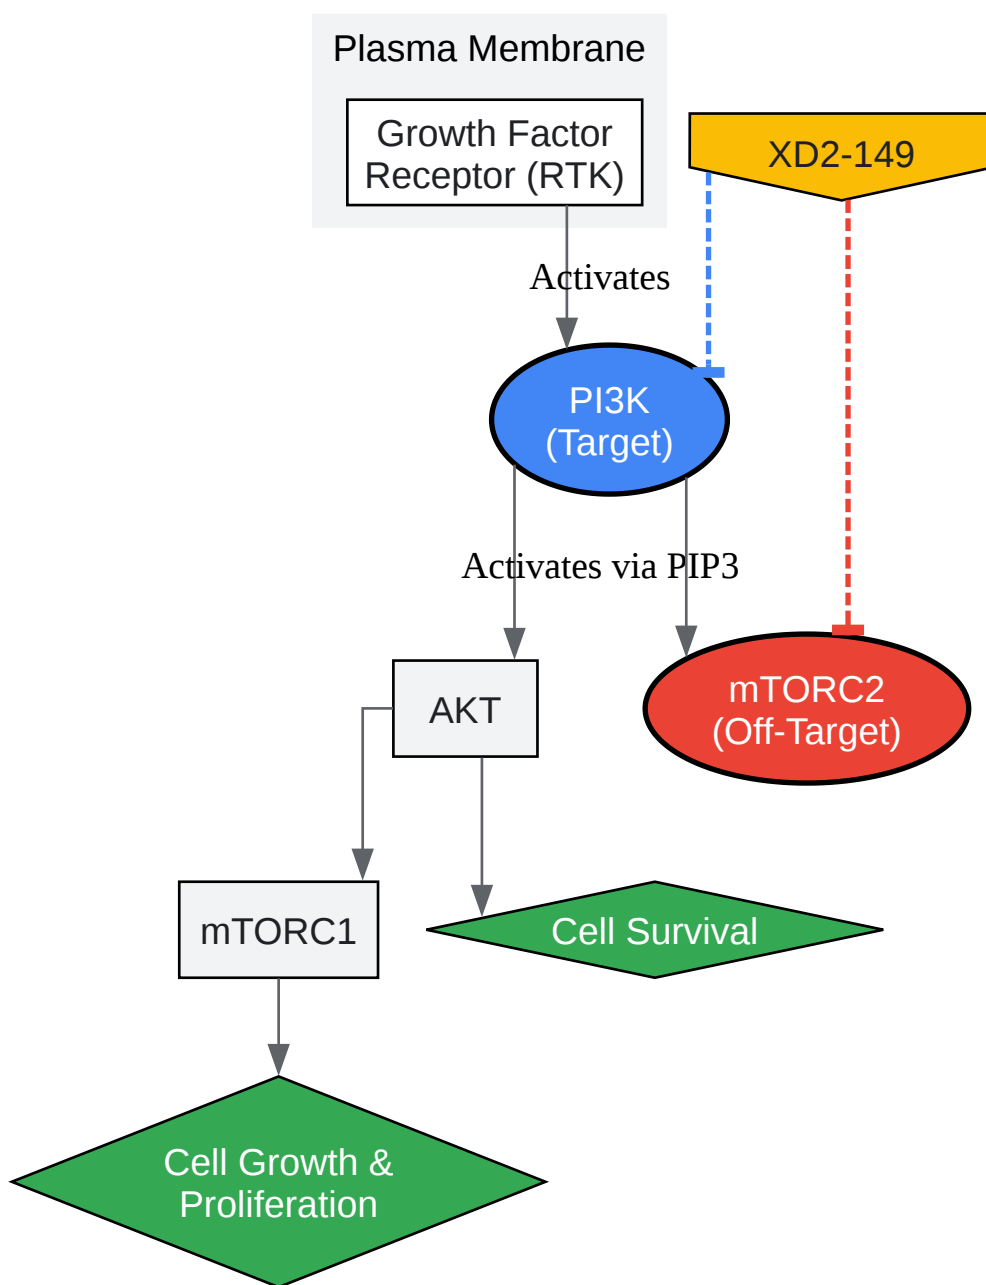 Plasma Membrane
Growth Factor
Receptor (RTK)
XD2-149
Activates
PI3K
(Target)
Activates via PIP3
mTORC2
(Off-Target)
AKT
mTORC1
Cell Survival
Cell Growth &
Proliferation